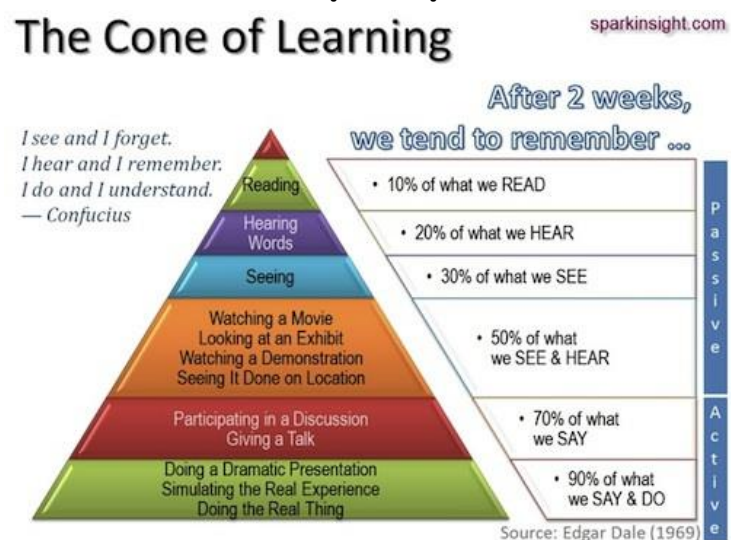 sparkinsight.com
The Cone of Learning
After 2 weeks,
we tend to remember ...
I see and I forget.
I hear and I remember.
I do and I understand.
— Confucius
Reading
• 10% of what we READ
Hearing
Words
• 20% of what we HEAR
Seeing
• 30% of what we SEE
Watching a Movie
Looking at an Exhibit
Watching a Demonstration
Seeing It Done on Location
• 50% of what
we SEE & HEAR
Passive
Participating in a Discussion
Giving a Talk
• 70% of what
we SAY
Doing a Dramatic Presentation
Simulating the Real Experience
Doing the Real Thing
• 90% of what
we SAY & DO
Active
Source: Edgar Dale (1969)